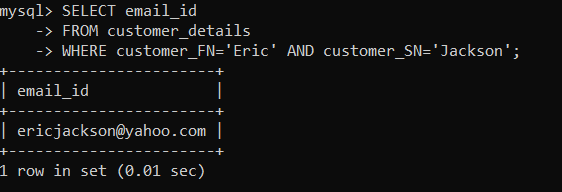 mysql> SELECT email_id
    -> FROM customer_details
    -> WHERE customer_FN='Eric' AND customer_SN='Jackson';
+-----------------------+
| email_id              |
+-----------------------+
| ericjackson@yahoo.com |
+-----------------------+
1 row in set (0.01 sec)